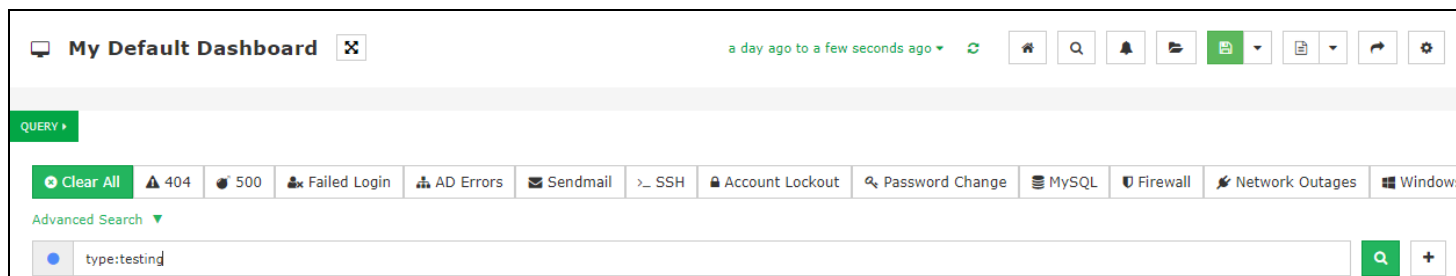 My Default Dashboard a day ago to a few seconds ago
QUERY
Clear All 404 500 Failed Login AD Errors Sendmail >_ SSH Account Lockout Password Change MySQL Firewall Network Outages Windows
Advanced Search
type:testing